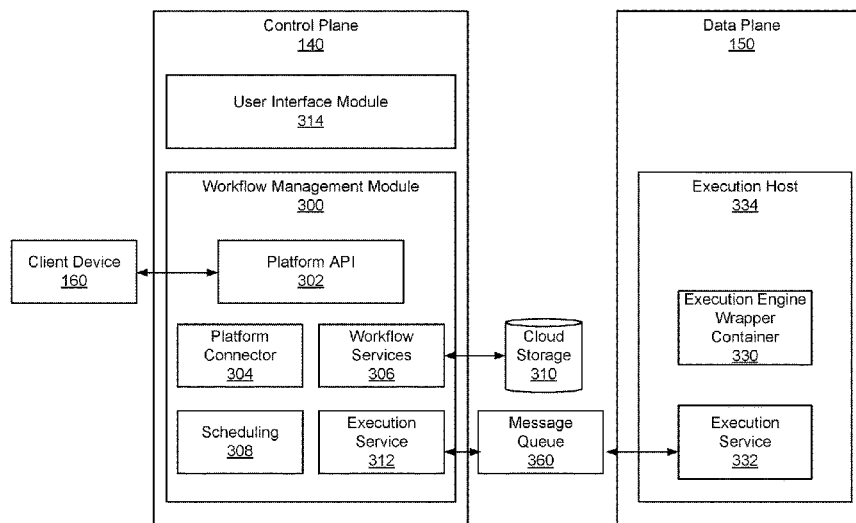 Control Plane
140
Data Plane
150
User Interface Module
314
Workflow Management Module
300
Execution Host
334
Client Device
160
Platform API
302
Platform
Connector
304
Workflow
Services
306
Cloud
Storage
310
Execution Engine
Wrapper
Container
330
Scheduling
308
Execution
Service
312
Message
Queue
360
Execution
Service
332